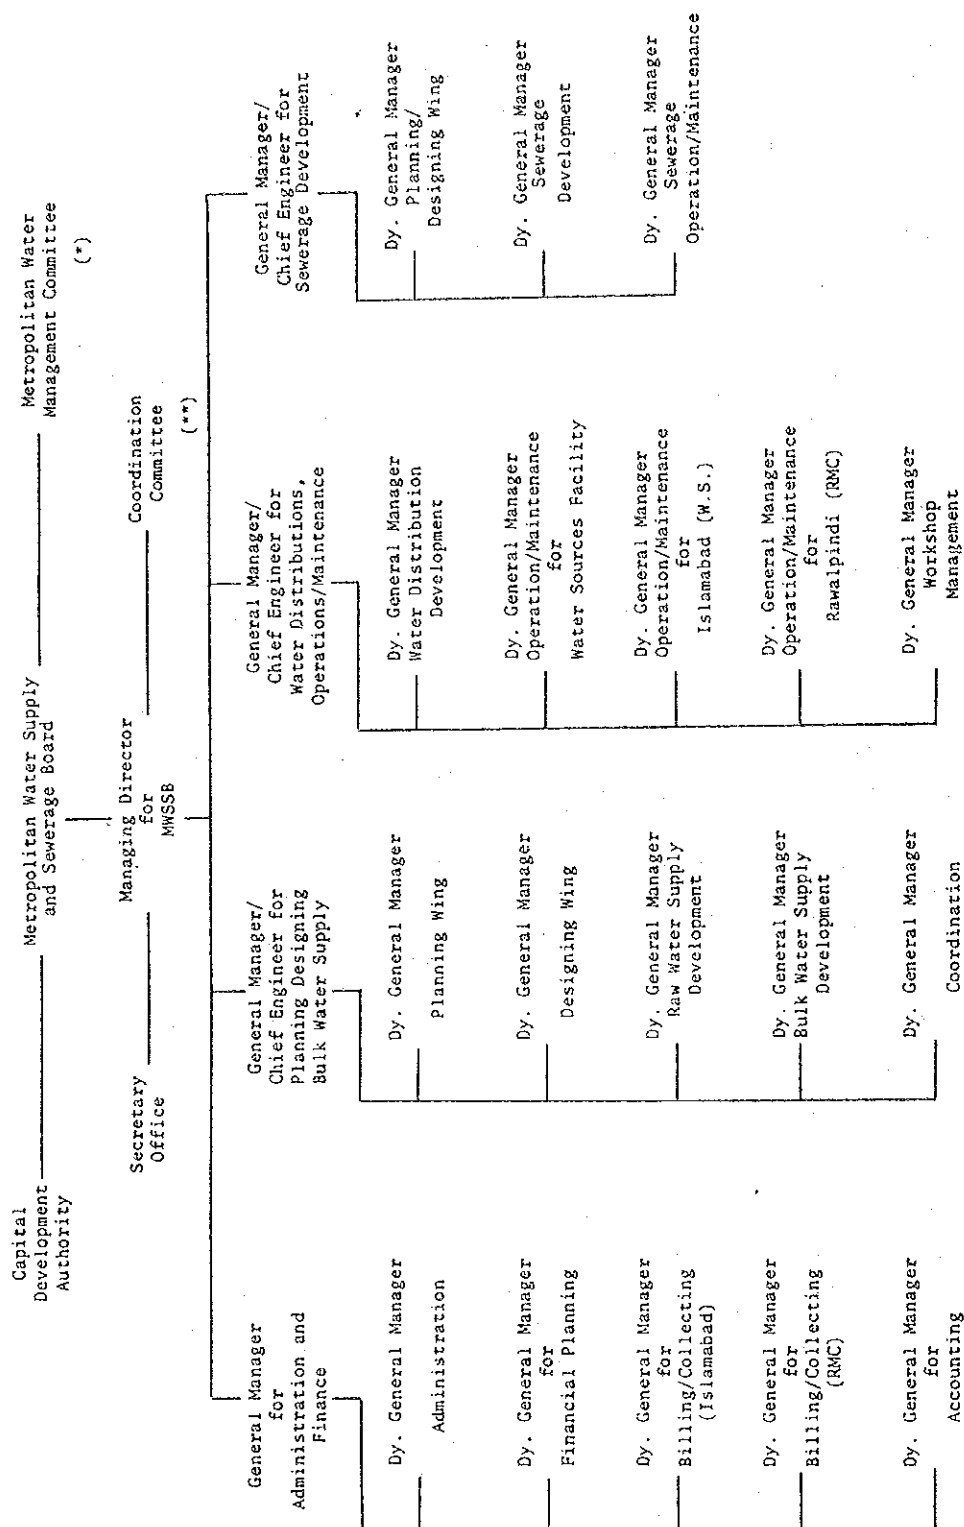 Capital
Development
Authority
Metropolitan Water Supply
and Sewerage Board
Metropolitan Water
Management Committee
(*)
Secretary
Office
Managing Director
for
MWSSB
Coordination
Committee
(**)
General Manager
for
Administration and
Finance
Dy. General Manager
Administration
Dy. General Manager
for
Financial Planning
Dy. General Manager
for
Billing/Collecting
(Islamabad)
Dy. General Manager
for
Billing/Collecting
(RMC)
Dy. General Manager
for
Accounting
General Manager/
Chief Engineer for
Planning Designing
Bulk Water Supply
Dy. General Manager
Planning Wing
Dy. General Manager
Designing Wing
Dy. General Manager
Raw Water Supply
Development
Dy. General Manager
Bulk Water Supply
Development
Dy. General Manager
Coordination
General Manager/
Chief Engineer for
Water Distributions,
Operations/Maintenance
Dy. General Manager
Water Distribution
Development
Dy. General Manager
Operation/Maintenance
for
Water Sources Facility
Dy. General Manager
Operation/Maintenance
for
Islamabad (W.S.)
Dy. General Manager
Operation/Maintenance
for
Rawalpindi (RMC)
Dy. General Manager
Workshop
Management
General Manager/
Chief Engineer for
Sewerage Development
Dy. General Manager
Planning/
Designing Wing
Dy. General Manager
Sewerage
Development
Dy. General Manager
Sewerage
Operation/Maintenance